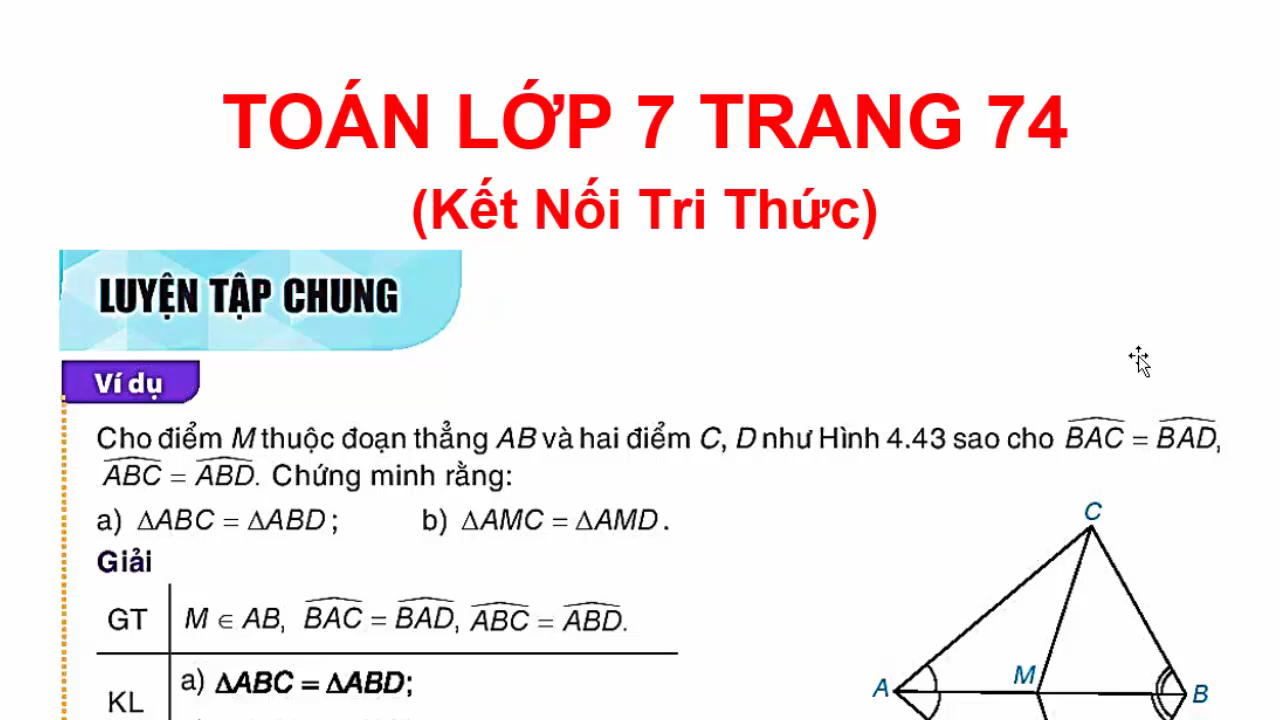 TOÁN LỚP 7 TRANG 74
(Kết Nối Tri Thức)
LUYỆN TẬP CHUNG
Ví dụ
Cho điểm M thuộc đoạn thẳng AB và hai điểm C, D như Hình 4.43 sao cho BAC = BAD,
ABC = ABD. Chứng minh rằng:
a) ΔABC = ΔABD; b) ΔAMC = ΔAMD.
Giải
GT M ∈ AB, BAC = BAD, ABC = ABD.
KL a) ΔABC = ΔABD;
C
A M B